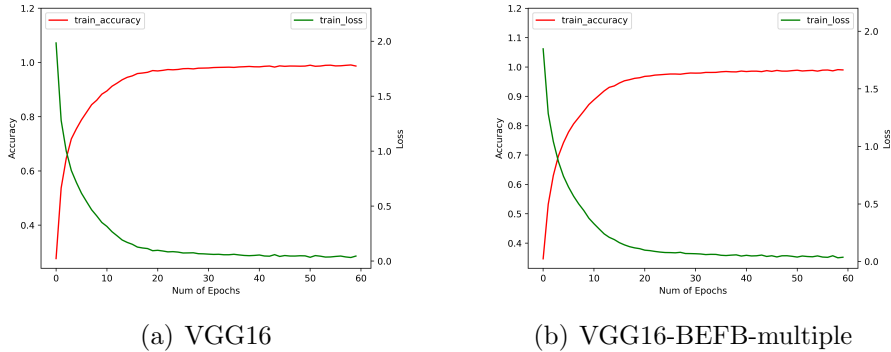 train_accuracy
train_loss
1.2
1.0
0.8
0.6
0.4
Accuracy
2.0
1.5
1.0
0.5
0.0
Loss
0 10 20 30 40 50 60
Num of Epochs
(a) VGG16
train_accuracy
train_loss
1.2
1.1
1.0
0.9
0.8
0.7
0.6
0.5
0.4
Accuracy
2.0
1.5
1.0
0.5
0.0
Loss
0 10 20 30 40 50 60
Num of Epochs
(b) VGG16-BEFB-multiple